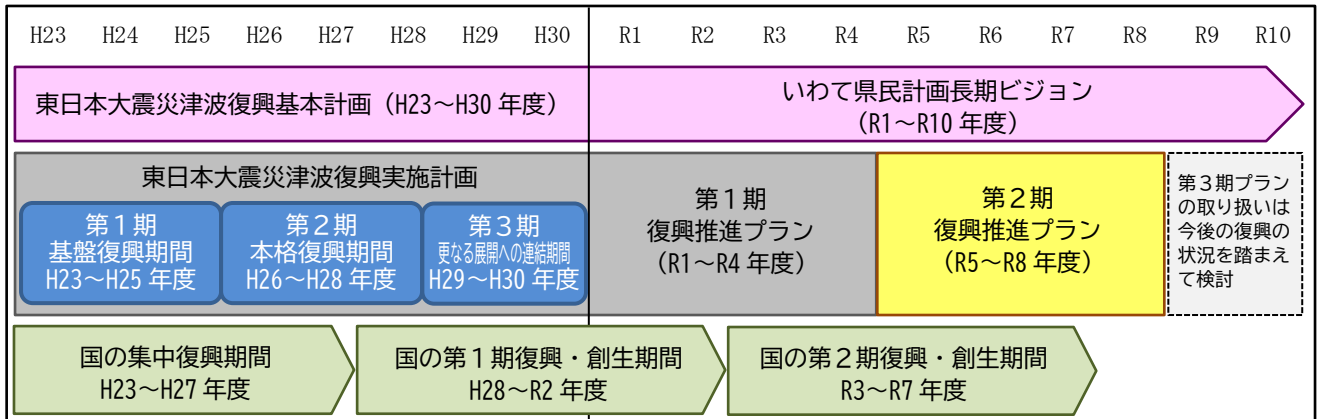 H23 H24 H25 H26 H27 H28 H29 H30 R1 R2 R3 R4 R5 R6 R7 R8 R9 R10
東日本大震災津波復興基本計画（H23～H30 年度）
いわて県民計画長期ビジョン
（R1～R10 年度）
東日本大震災津波復興実施計画
第１期
基盤復興期間
H23～H25 年度
第２期
本格復興期間
H26～H28 年度
第３期
更なる展開への連結期間
H29～H30 年度
第１期
復興推進プラン
（R1～R4 年度）
第２期
復興推進プラン
（R5～R8 年度）
第３期プラン
の取り扱いは
今後の復興の
状況を踏まえ
て検討
国の集中復興期間
H23～H27 年度
国の第１期復興・創生期間
H28～R2 年度
国の第２期復興・創生期間
R3～R7 年度